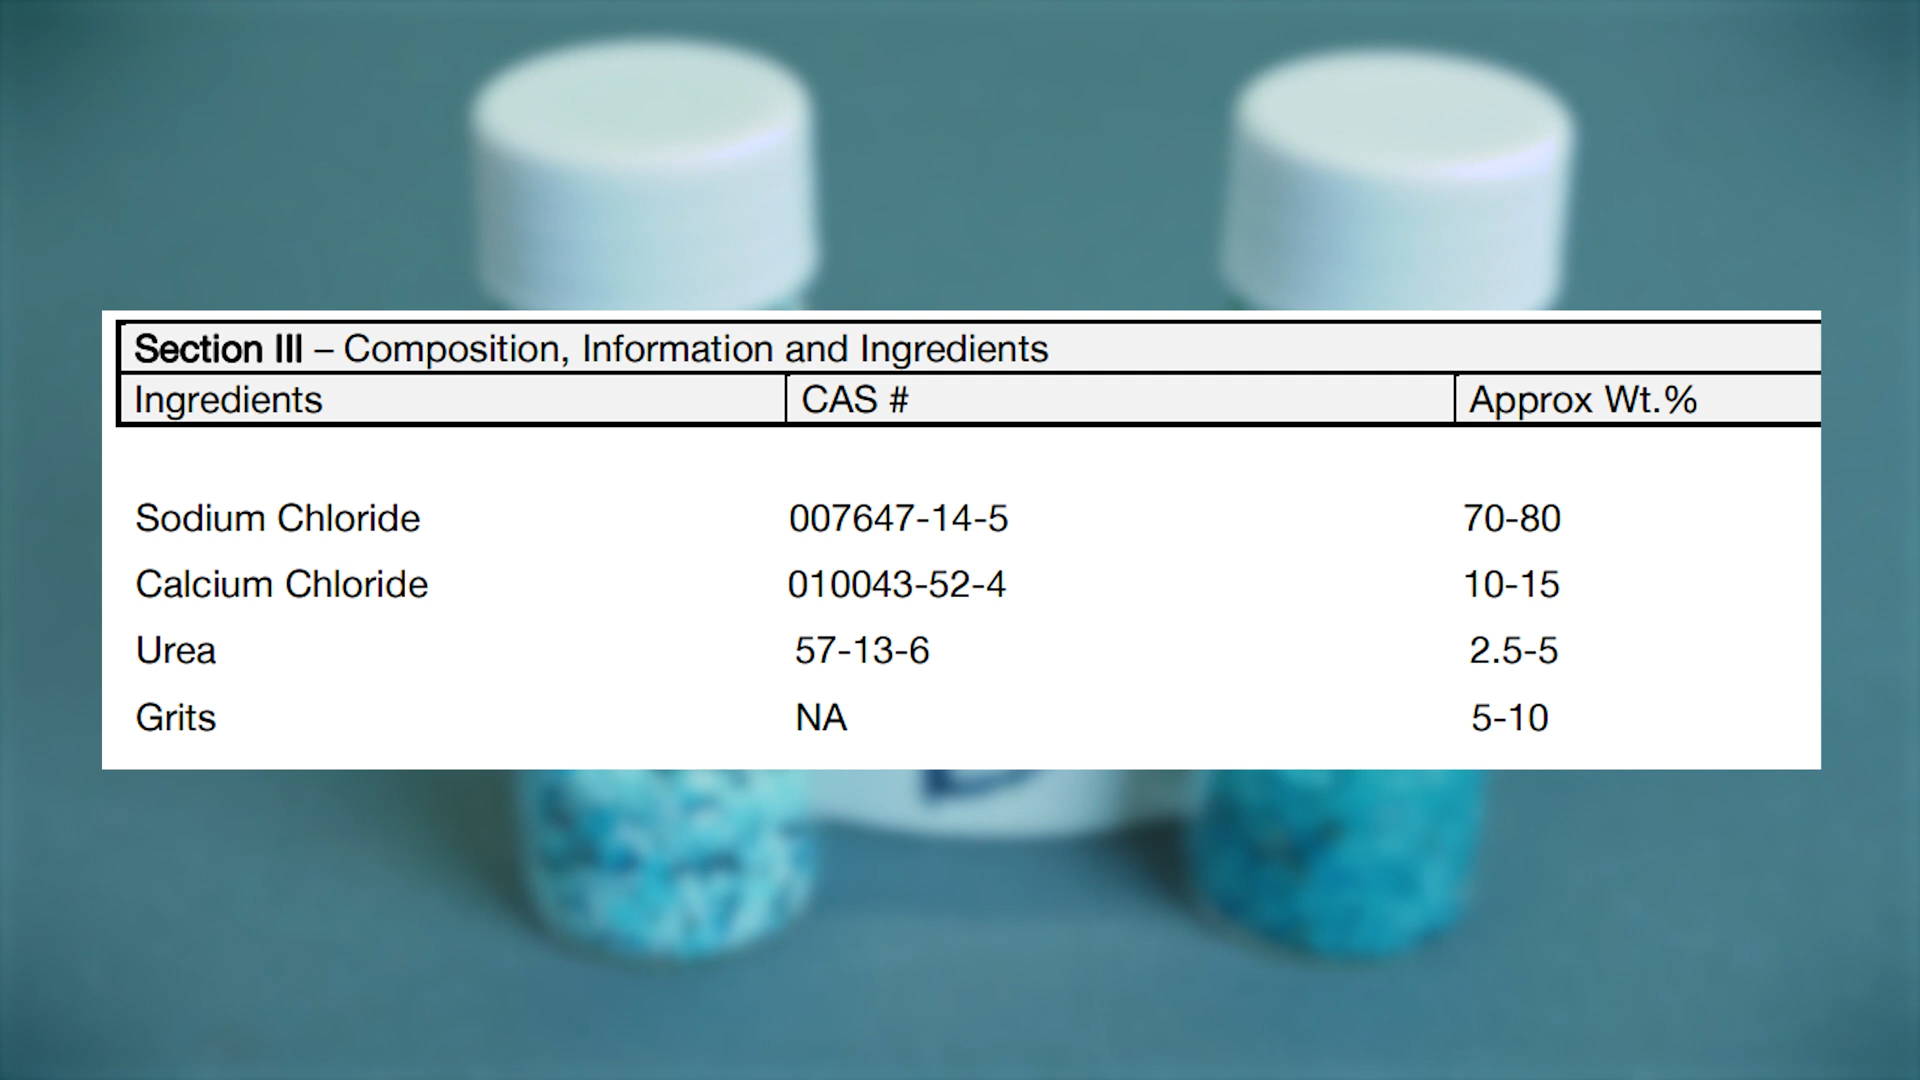 Section III – Composition, Information and Ingredients
Ingredients CAS # Approx Wt.%
Sodium Chloride 007647-14-5 70-80
Calcium Chloride 010043-52-4 10-15
Urea 57-13-6 2.5-5
Grits NA 5-10